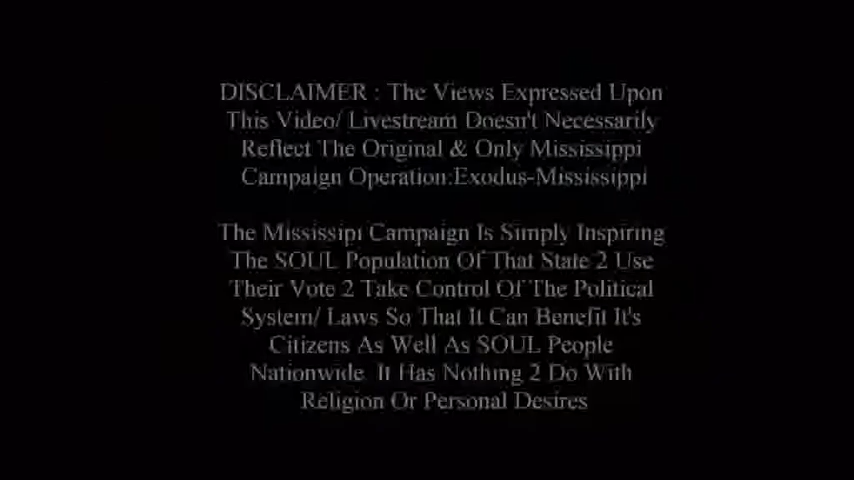 DISCLAIMER : The Views Expressed Upon
This Video/ Livestream Doesn't Necessarily
Reflect The Original & Only Mississippi
Campaign Operation:Exodus-Mississippi
The Mississipi Campaign Is Simply Inspiring
The SOUL Population Of That State 2 Use
Their Vote 2 Take Control Of The Political
System/ Laws So That It Can Benefit It's
Citizens As Well As SOUL People
Nationwide. It Has Nothing 2 Do With
Religion Or Personal Desires